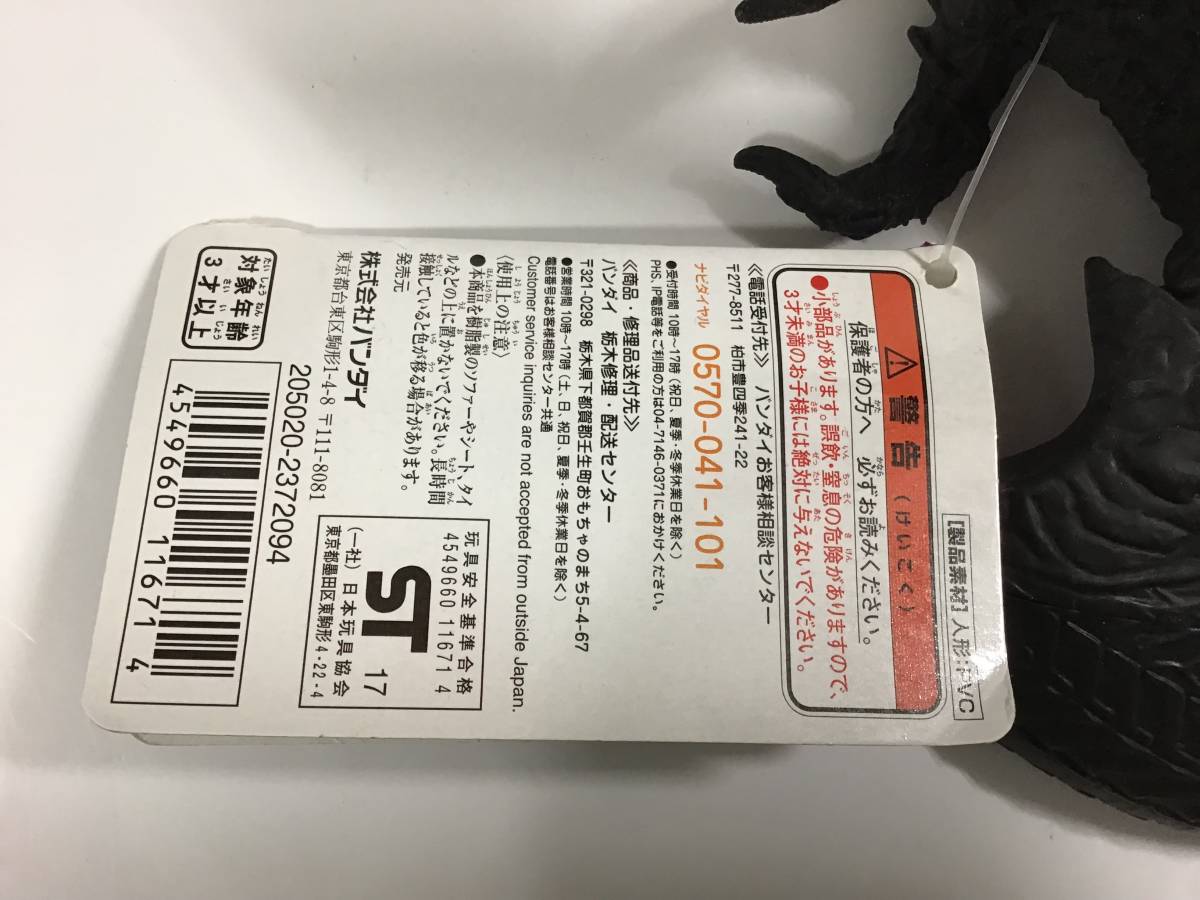 【製品素材】人形:PVC
警告（けいこく）
保護者の方へ 必ずお読みください。
●小部品があります。誤飲・窒息の危険がありますので、
3才未満のお子様には絶対に与えないでください。
《電話受付先》 バンダイお客様相談センター
〒277-8511 柏市豊四季241-22
ナビダイヤル 0570-041-101
●受付時間 10時〜17時（祝日、夏季・冬季休業日を除く）
PHS、IP電話等をご利用の方は04-7146-0371におかけください。
《商品・修理品送付先》
バンダイ 栃木修理・配送センター
〒321-0298 栃木県下都賀郡壬生町おもちゃのまち5-4-67
●営業時間 10時〜17時（土、日、祝日、夏季・冬季休業日を除く）
電話番号はお客様相談センター共通
Customer service inquiries are not accepted from outside Japan.
〈使用上の注意〉
●本商品を樹脂製のソファーやシート、タイ
ルなどの上に置かないでください。長時間
接触していると色が移る場合があります。
発売元
株式会社バンダイ
東京都台東区駒形1-4-8 〒111-8081
205020-2372094
玩具安全基準合格
4549660 11671 4
ST 17
（一社）日本玩具協会
東京都墨田区東駒形4-22-4
対象年齢
3才以上
4 549660 116714